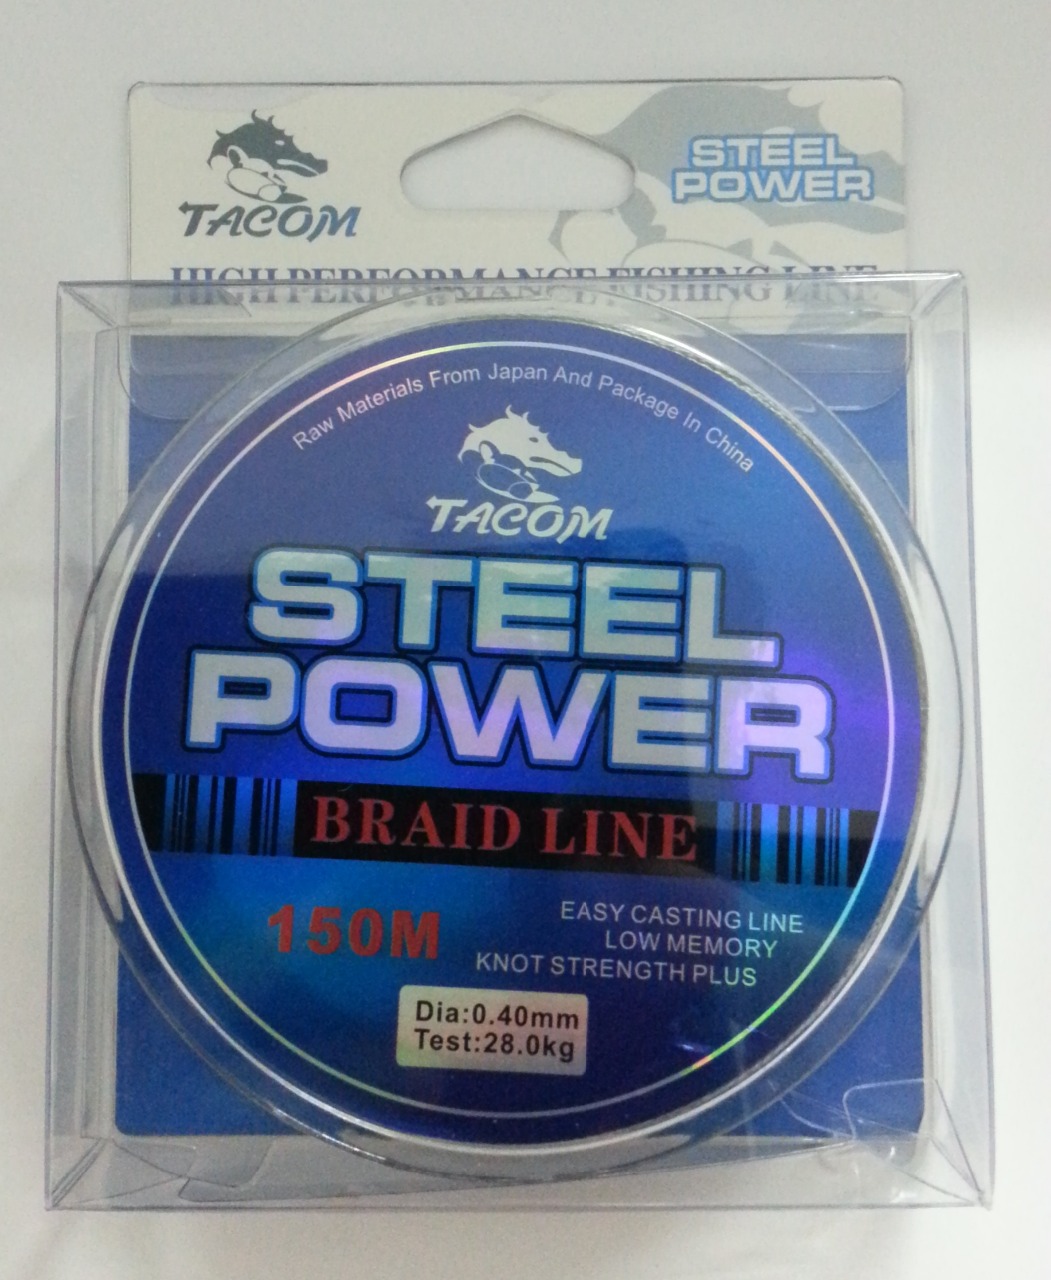 TACOM
STEEL
POWER
HIGH PERFORMANCE FISHING LINE
Raw Materials From Japan And Package In China
TACOM
STEEL
POWER
BRAID LINE
150M
EASY CASTING LINE
LOW MEMORY
KNOT STRENGTH PLUS
Dia:0.40mm
Test:28.0kg